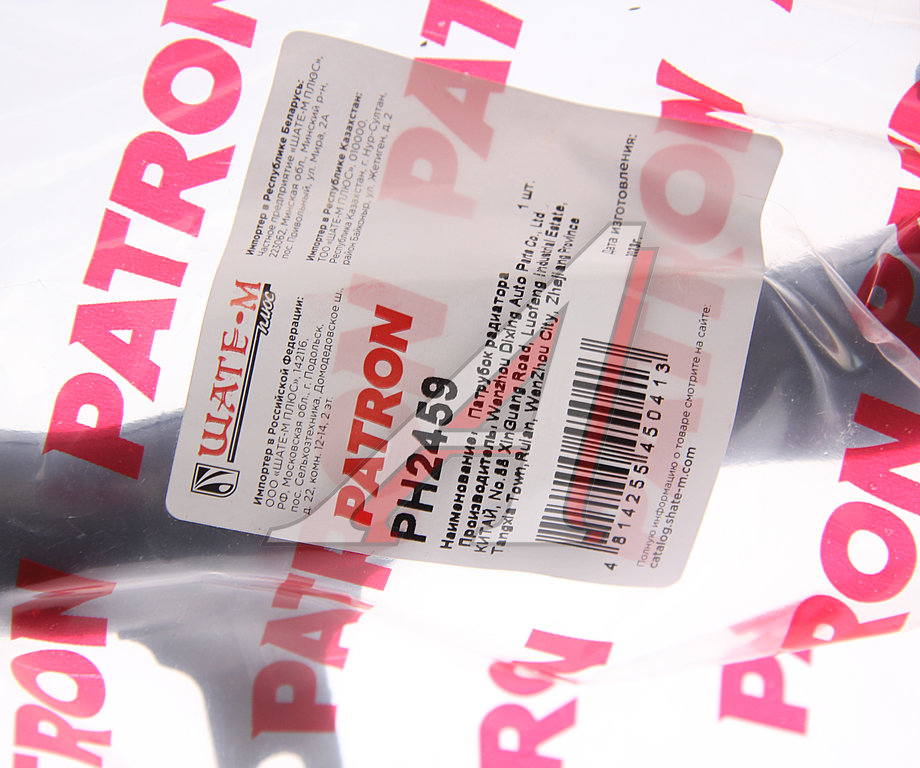 ШАТЕ-М
плюс
Импортер в Республике Беларусь:
Частное предприятие «ШАТЕ-М ПЛЮС»,
223062, Минская обл., Минский р-н,
пос. Привольный, ул. Мира, 2А
Импортер в Республике Казахстан:
ТОО «ШАТЕ-М ПЛЮС», 010000,
Республика Казахстан, г. Нур-Султан,
район Байконыр, ул. Жетиген, д. 2
Импортер в Российской Федерации:
ООО «ШАТЕ-М ПЛЮС», 142116,
РФ, Московская обл., г. Подольск,
пос. Сельхозтехника, Домодедовское ш.,
д. 22, комн. 12-14, 2 эт.
PATRON
PH2459
Наименование: Патрубок радиатора 1 шт.
Производитель: Wenzhou Dixing Auto Part Co., Ltd
КИТАЙ, No.88 XinGuang Road, Luofeng Industrial Estate,
Tangxia Town, Ruian, WenZhou City, ZheJiang Province
Дата изготовления:
4 814255 450413
Полную информацию о товаре смотрите на сайте:
catalog.shate-m.com
PATRON
PATRON
PATRON
PATRON
PATRON